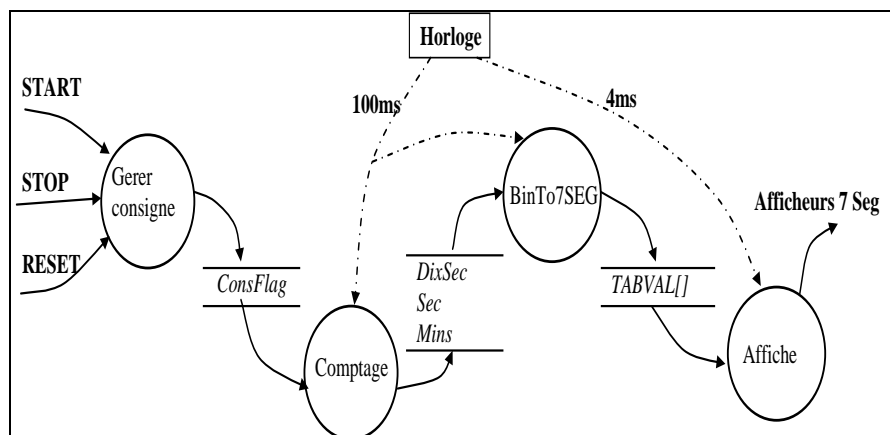 Horloge
START
100ms
4ms
STOP
Gerer
consigne
BinTo7SEG
Afficheurs 7 Seg
RESET
ConsFlag
DixSec
Sec
Mins
TABVAL[]
Comptage
Affiche